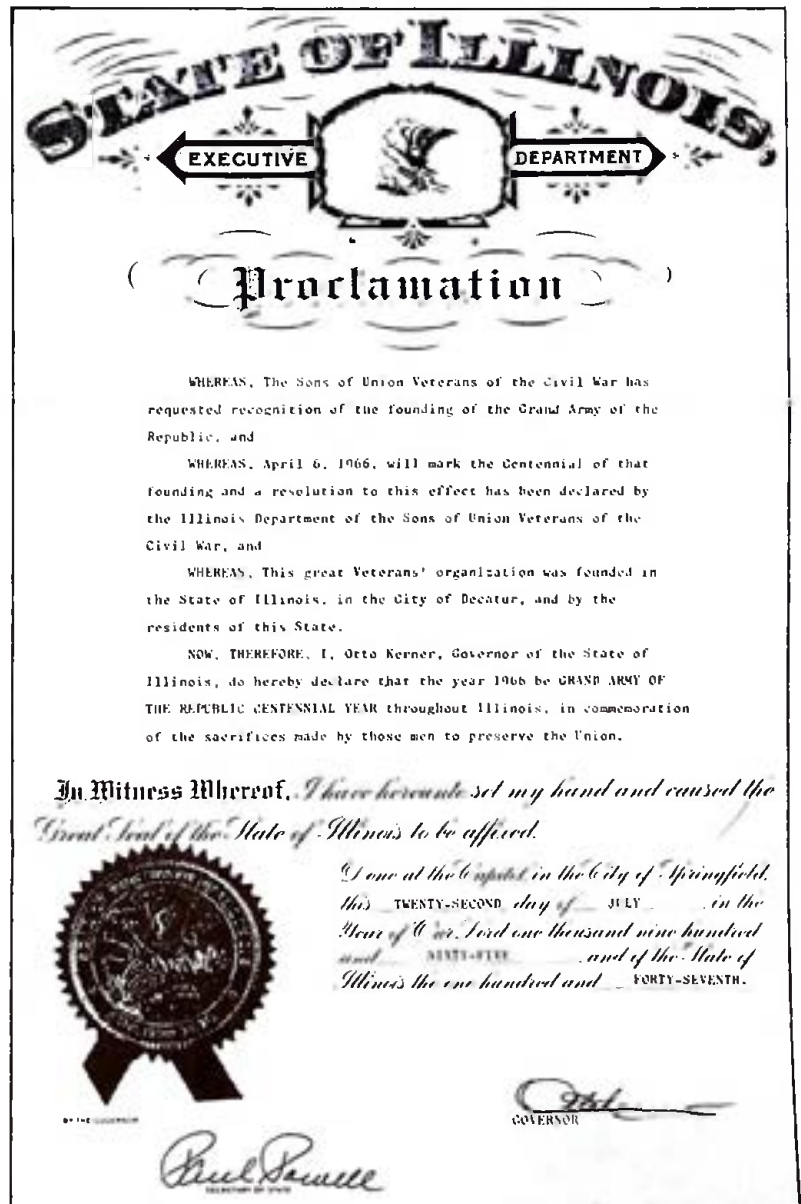 STATE OF ILLINOIS,
EXECUTIVE DEPARTMENT
Proclamation
WHEREAS, The Sons of Union Veterans of the Civil War has
requested recognition of the founding of the Grand Army of the
Republic, and
WHEREAS, April 6, 1966, will mark the Centennial of that
founding and a resolution to this effect has been declared by
the Illinois Department of the Sons of Union Veterans of the
Civil War, and
WHEREAS, This great Veterans' organization was founded in
the State of Illinois, in the City of Decatur, and by the
residents of this State.
NOW, THEREFORE, I, Otto Kerner, Governor of the State of
Illinois, do hereby declare that the year 1966 be GRAND ARMY OF
THE REPUBLIC CENTENNIAL YEAR throughout Illinois, in commemoration
of the sacrifices made by those men to preserve the Union.
In Witness Whereof, I have hereunto set my hand and caused the
Great Seal of the State of Illinois to be affixed.
Done at the Capitol in the City of Springfield,
this TWENTY-SECOND day of JULY in the
Year of Our Lord one thousand nine hundred
and SIXTY-FIVE and of the State of
Illinois the one hundred and FORTY-SEVENTH.
GOVERNOR
BY THE GOVERNOR
Paul Powell
SECRETARY OF STATE